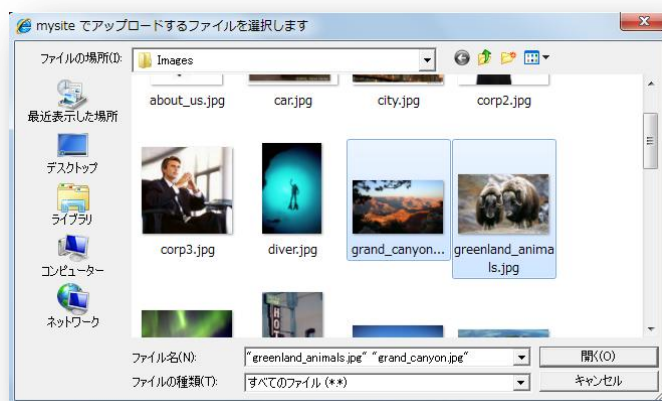 mysite でアップロードするファイルを選択します
ファイルの場所(I):
Images
最近表示した場所
デスクトップ
ライブラリ
コンピューター
ネットワーク
about_us.jpg
car.jpg
city.jpg
corp2.jpg
corp3.jpg
diver.jpg
grand_canyon...
greenland_anima
ls.jpg
HOT
ファイル名(N):
"greenland_animals.jpg" "grand_canyon.jpg"
開く(O)
ファイルの種類(T):
すべてのファイル (*.*)
キャンセル